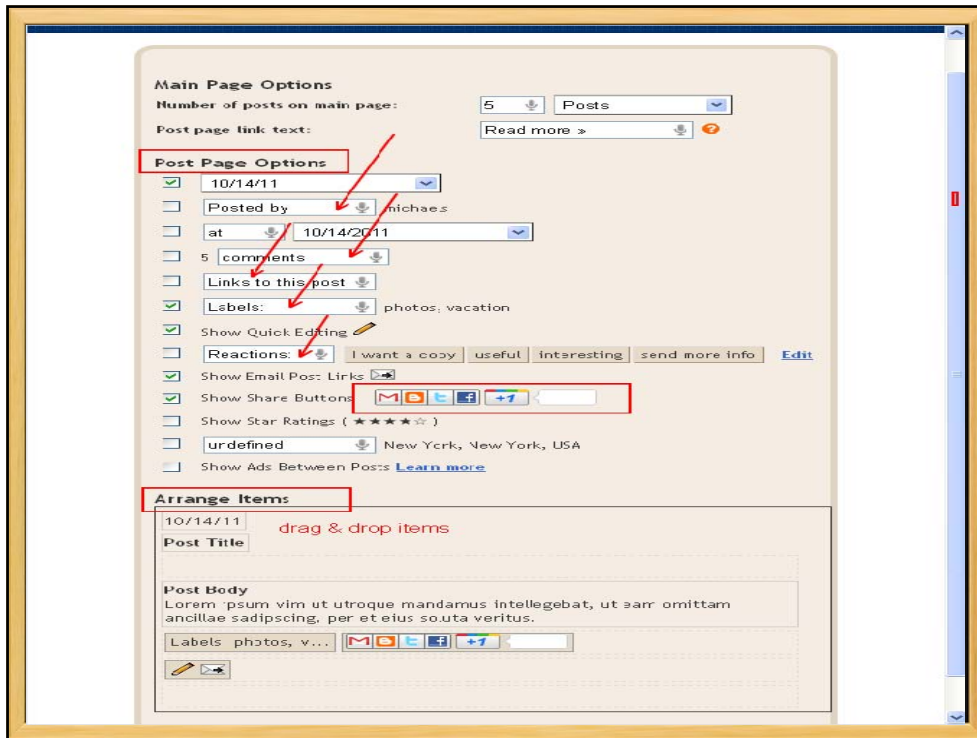 Main Page Options
Number of posts on main page: 5 Posts
Post page link text: Read more » ?
Post Page Options
10/14/11
Posted by michaels
at 10/14/2011
5 comments
Links to this post
Labels: photos, vacation
Show Quick Editing
Reactions: I want a copy useful interesting send more info Edit
Show Email Post Links
Show Share Buttons M t f +1
Show Star Ratings ( ★★★★☆ )
undefined New York, New York, USA
Show Ads Between Posts Learn more
Arrange Items
10/14/11
drag & drop items
Post Title
Post Body
Lorem ipsum vim ut utroque mandamus intellegebat, ut eam omittam
ancillae sadipscing, per et eius soluta veritus.
Labels photos, v... M t f +1